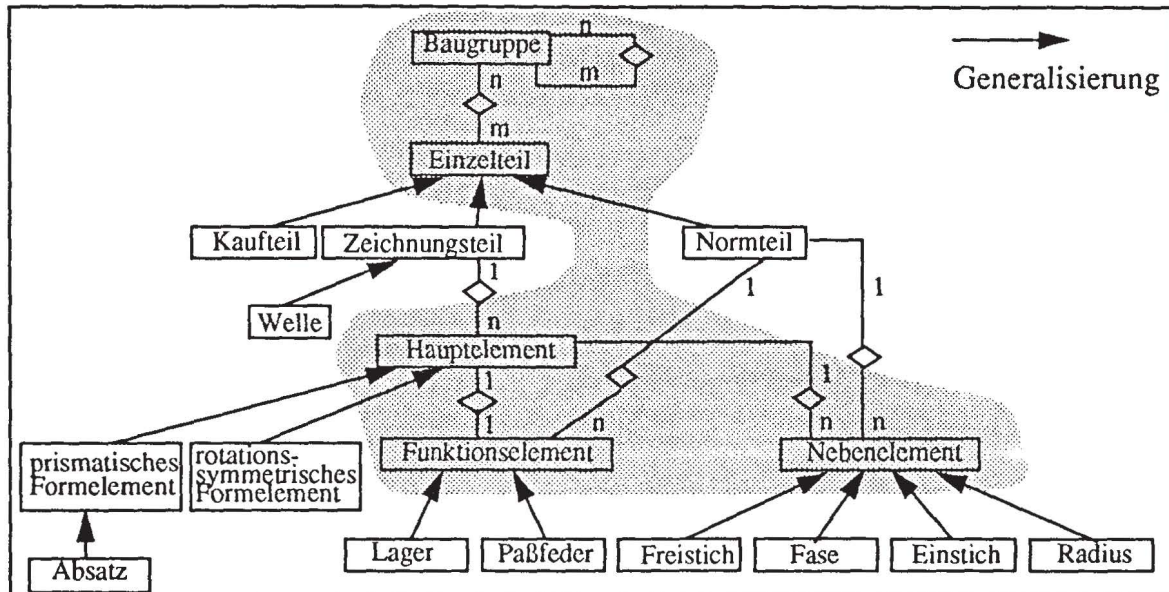 n
Baugruppe
m
Generalisierung
n
m
Einzelteil
Kaufteil
Zeichnungsteil
Normteil
1
1
1
Welle
n
Hauptelement
1
1
1
n
n
n
Funktionselement
Nebenelement
prismatisches
Formelement
rotations-
symmetrisches
Formelement
Lager
Paßfeder
Freistich
Fase
Einstich
Radius
Absatz